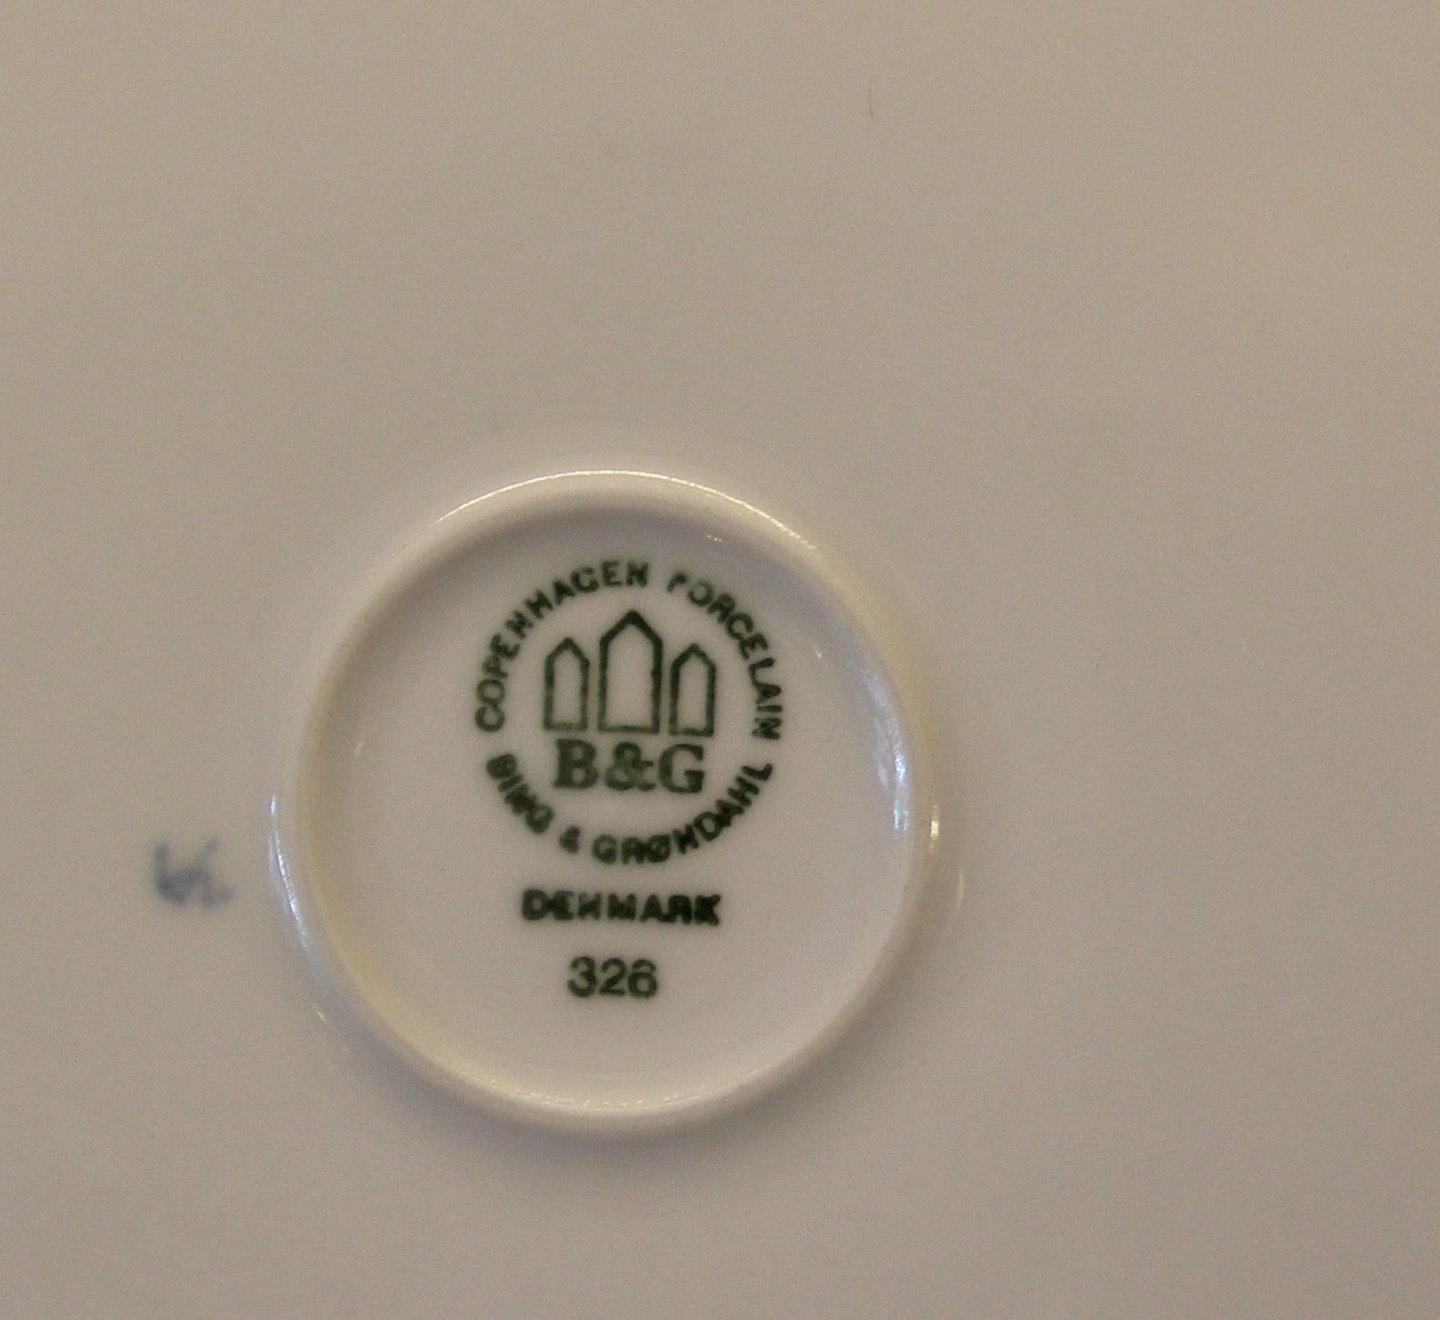 COPENHAGEN PORCELAIN
B&G
BING & GRØNDAHL
DENMARK
326